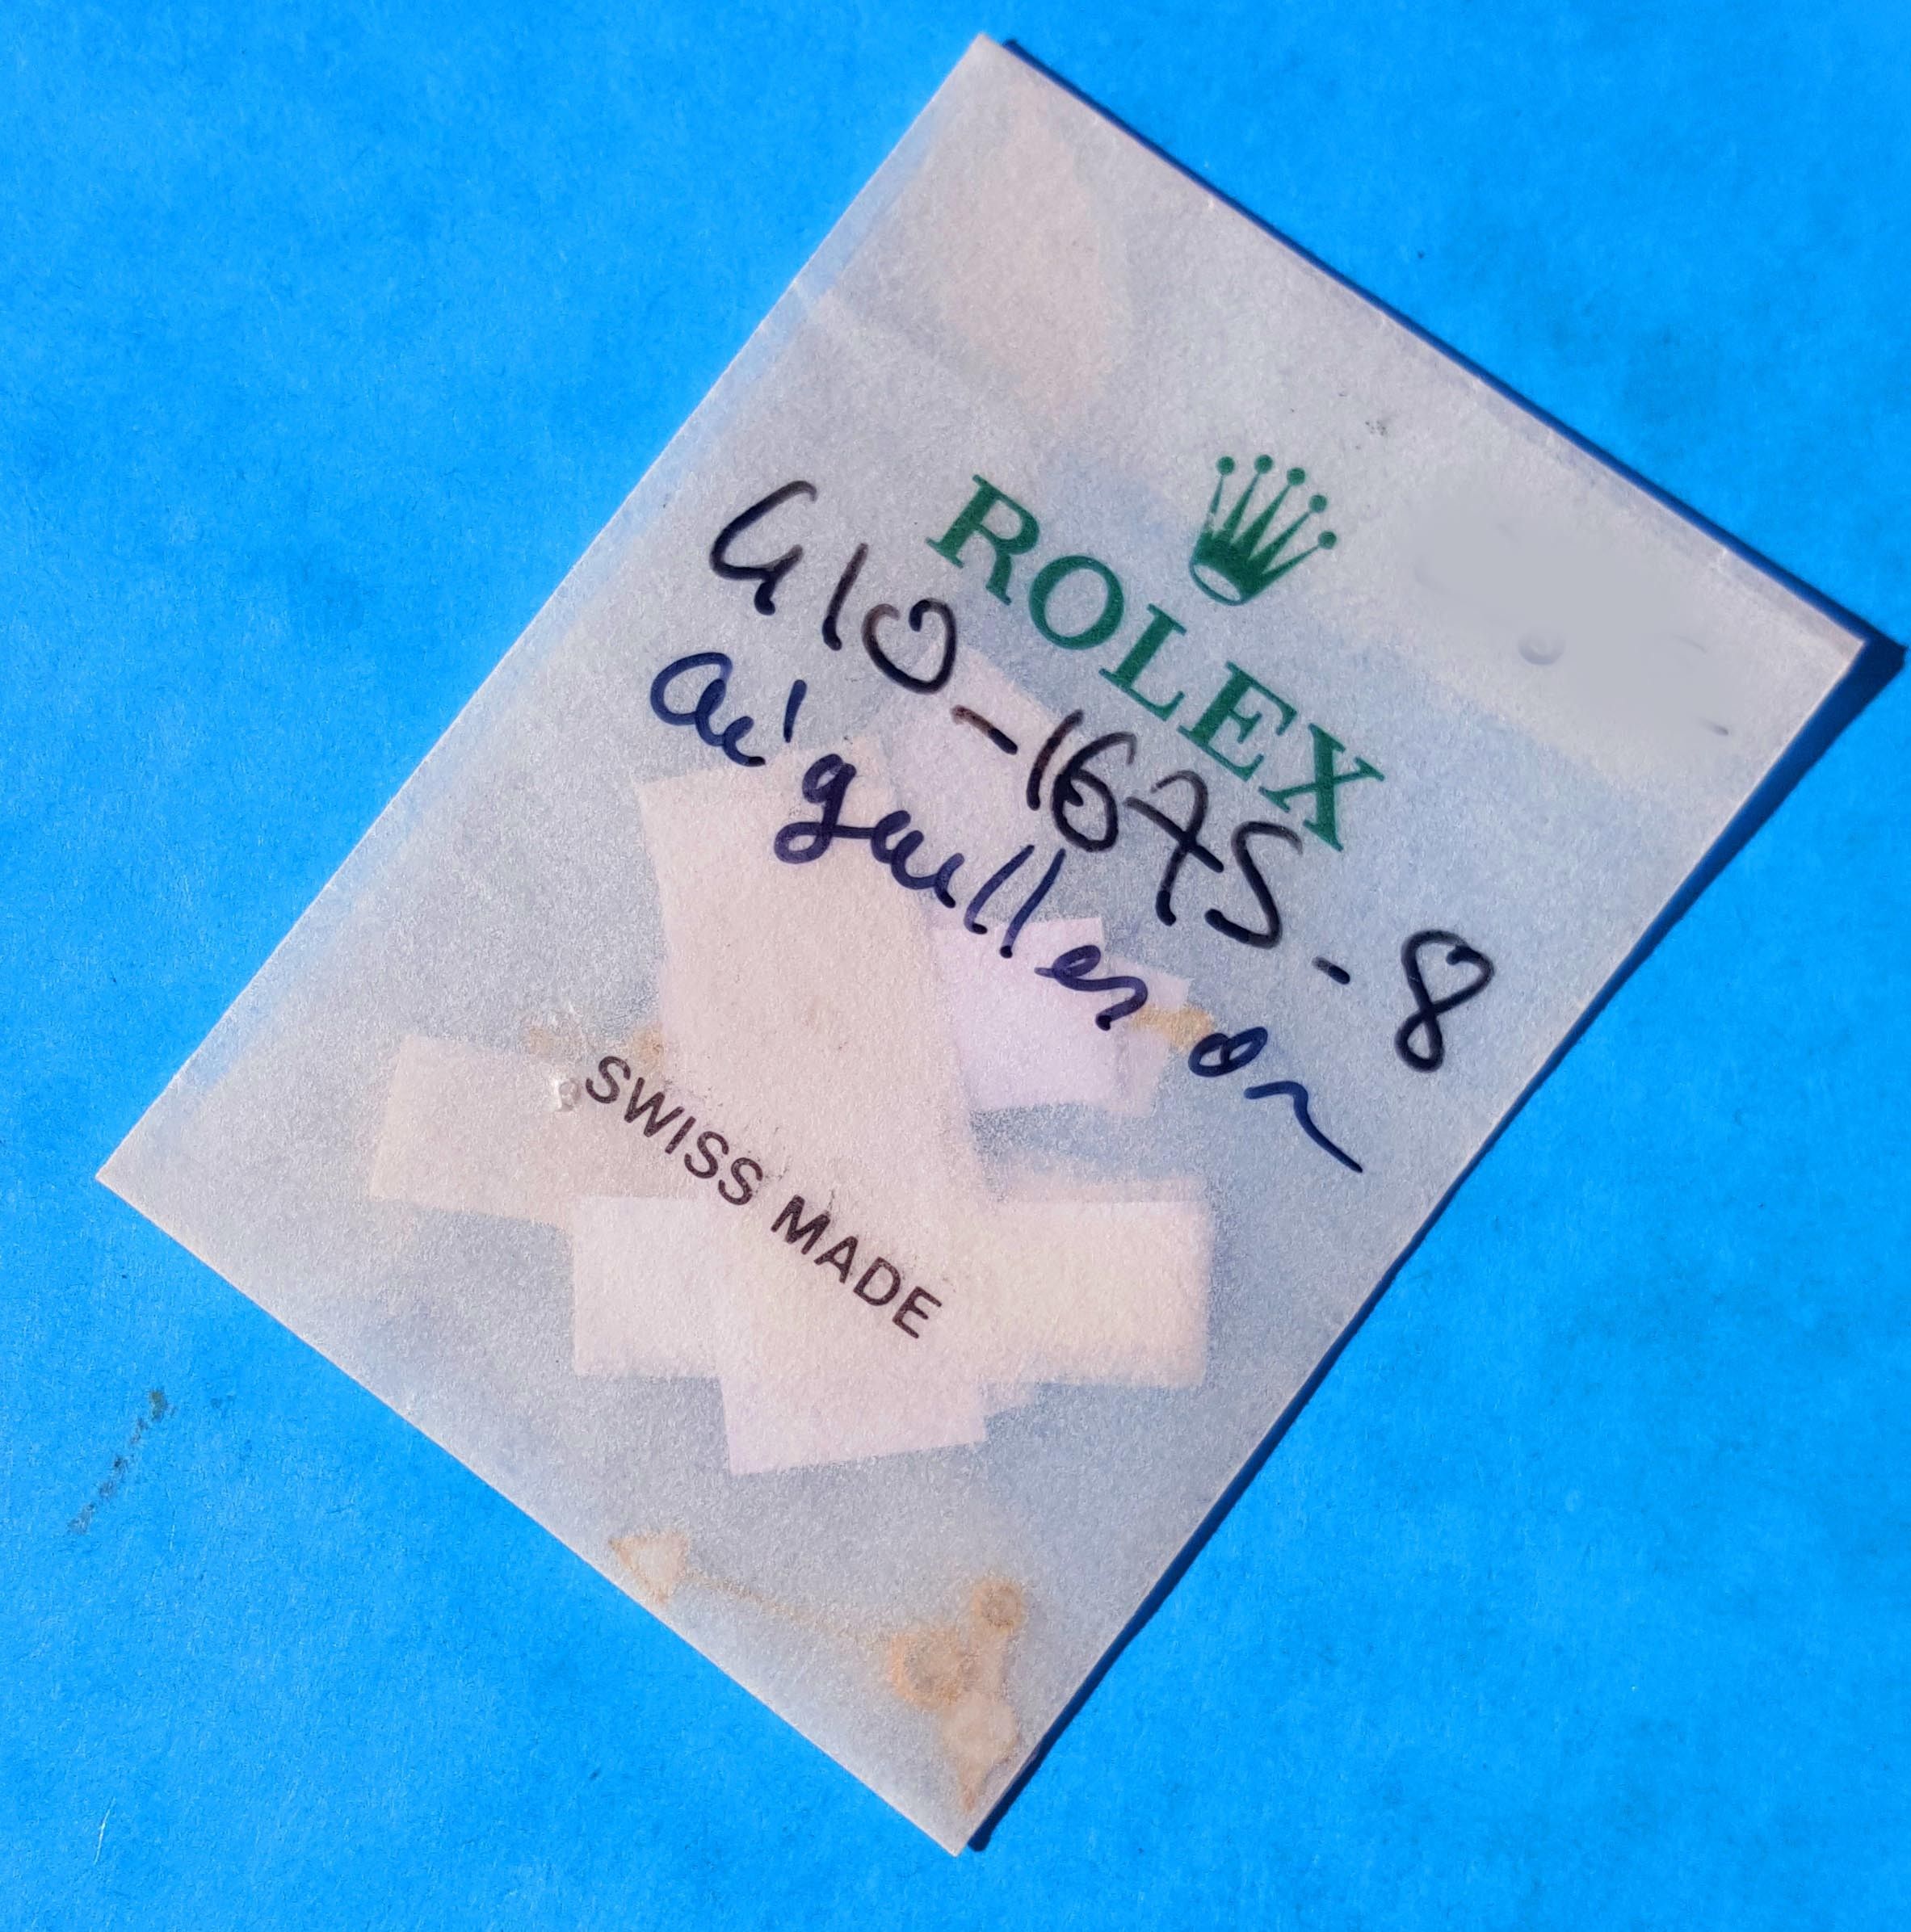 ROLEX
410-1675-8
aiguilles or
SWISS MADE